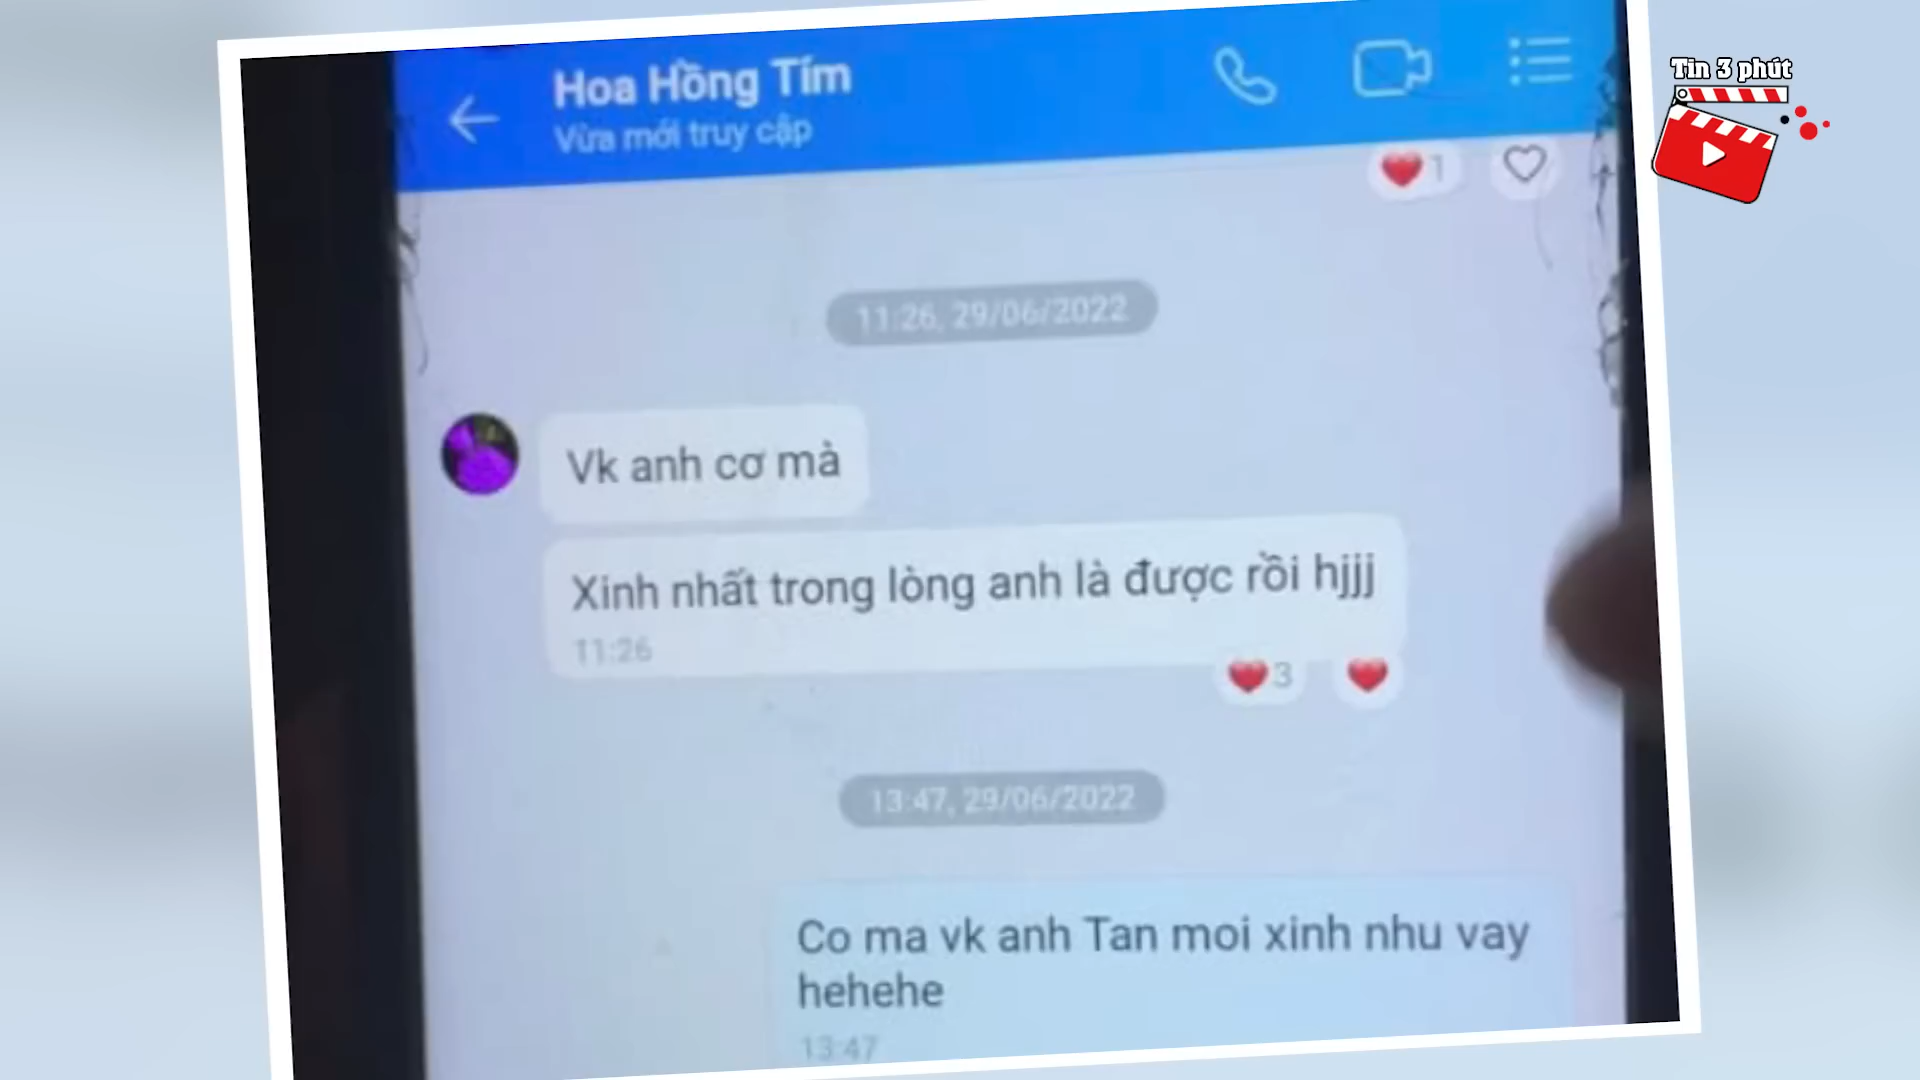 Tin 3 phút
Hoa Hồng Tím
Vừa mới truy cập
1
11:26, 29/06/2022
Vk anh cơ mà
Xinh nhất trong lòng anh là được rồi hjjj
11:26
3
13:47, 29/06/2022
Co ma vk anh Tan moi xinh nhu vay
hehehe
13:47